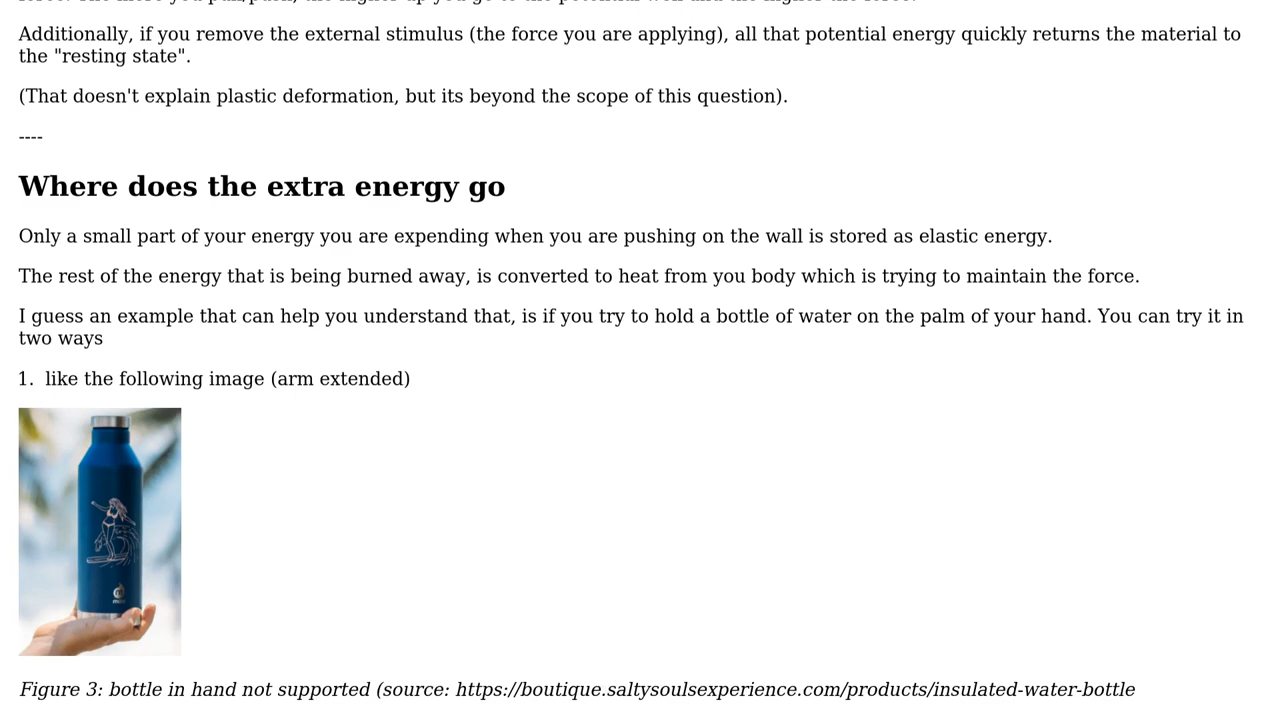 Additionally, if you remove the external stimulus (the force you are applying), all that potential energy quickly returns the material to
the "resting state".
(That doesn't explain plastic deformation, but its beyond the scope of this question).
----
Where does the extra energy go
Only a small part of your energy you are expending when you are pushing on the wall is stored as elastic energy.
The rest of the energy that is being burned away, is converted to heat from you body which is trying to maintain the force.
I guess an example that can help you understand that, is if you try to hold a bottle of water on the palm of your hand. You can try it in
two ways
1. like the following image (arm extended)
Figure 3: bottle in hand not supported (source: https://boutique.saltysoulsexperience.com/products/insulated-water-bottle